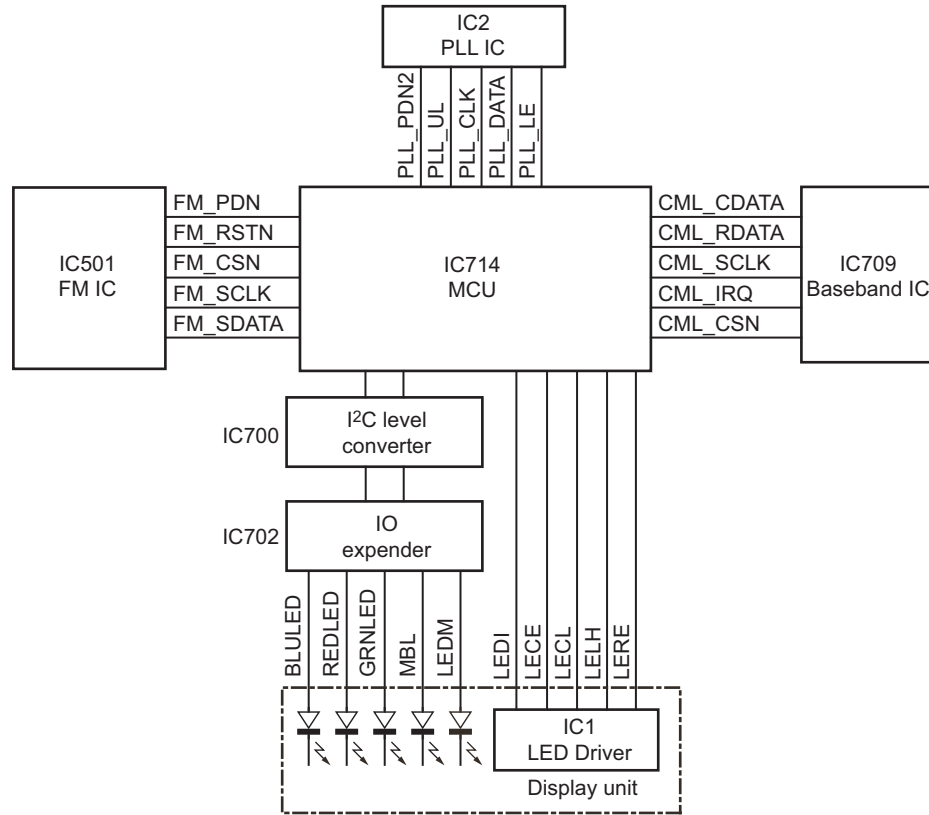 IC2
PLL IC
PLL_PDN2
PLL_UL
PLL_CLK
PLL_DATA
PLL_LE
IC501
FM IC
FM_PDN
FM_RSTN
FM_CSN
FM_SCLK
FM_SDATA
IC714
MCU
CML_CDATA
CML_RDATA
CML_SCLK
CML_IRQ
CML_CSN
IC709
Baseband IC
IC700
I²C level
converter
IC702
IO
expender
BLULED
REDLED
GRNLED
MBL
LEDM
LEDI
LECE
LECL
LELH
LERE
IC1
LED Driver
Display unit